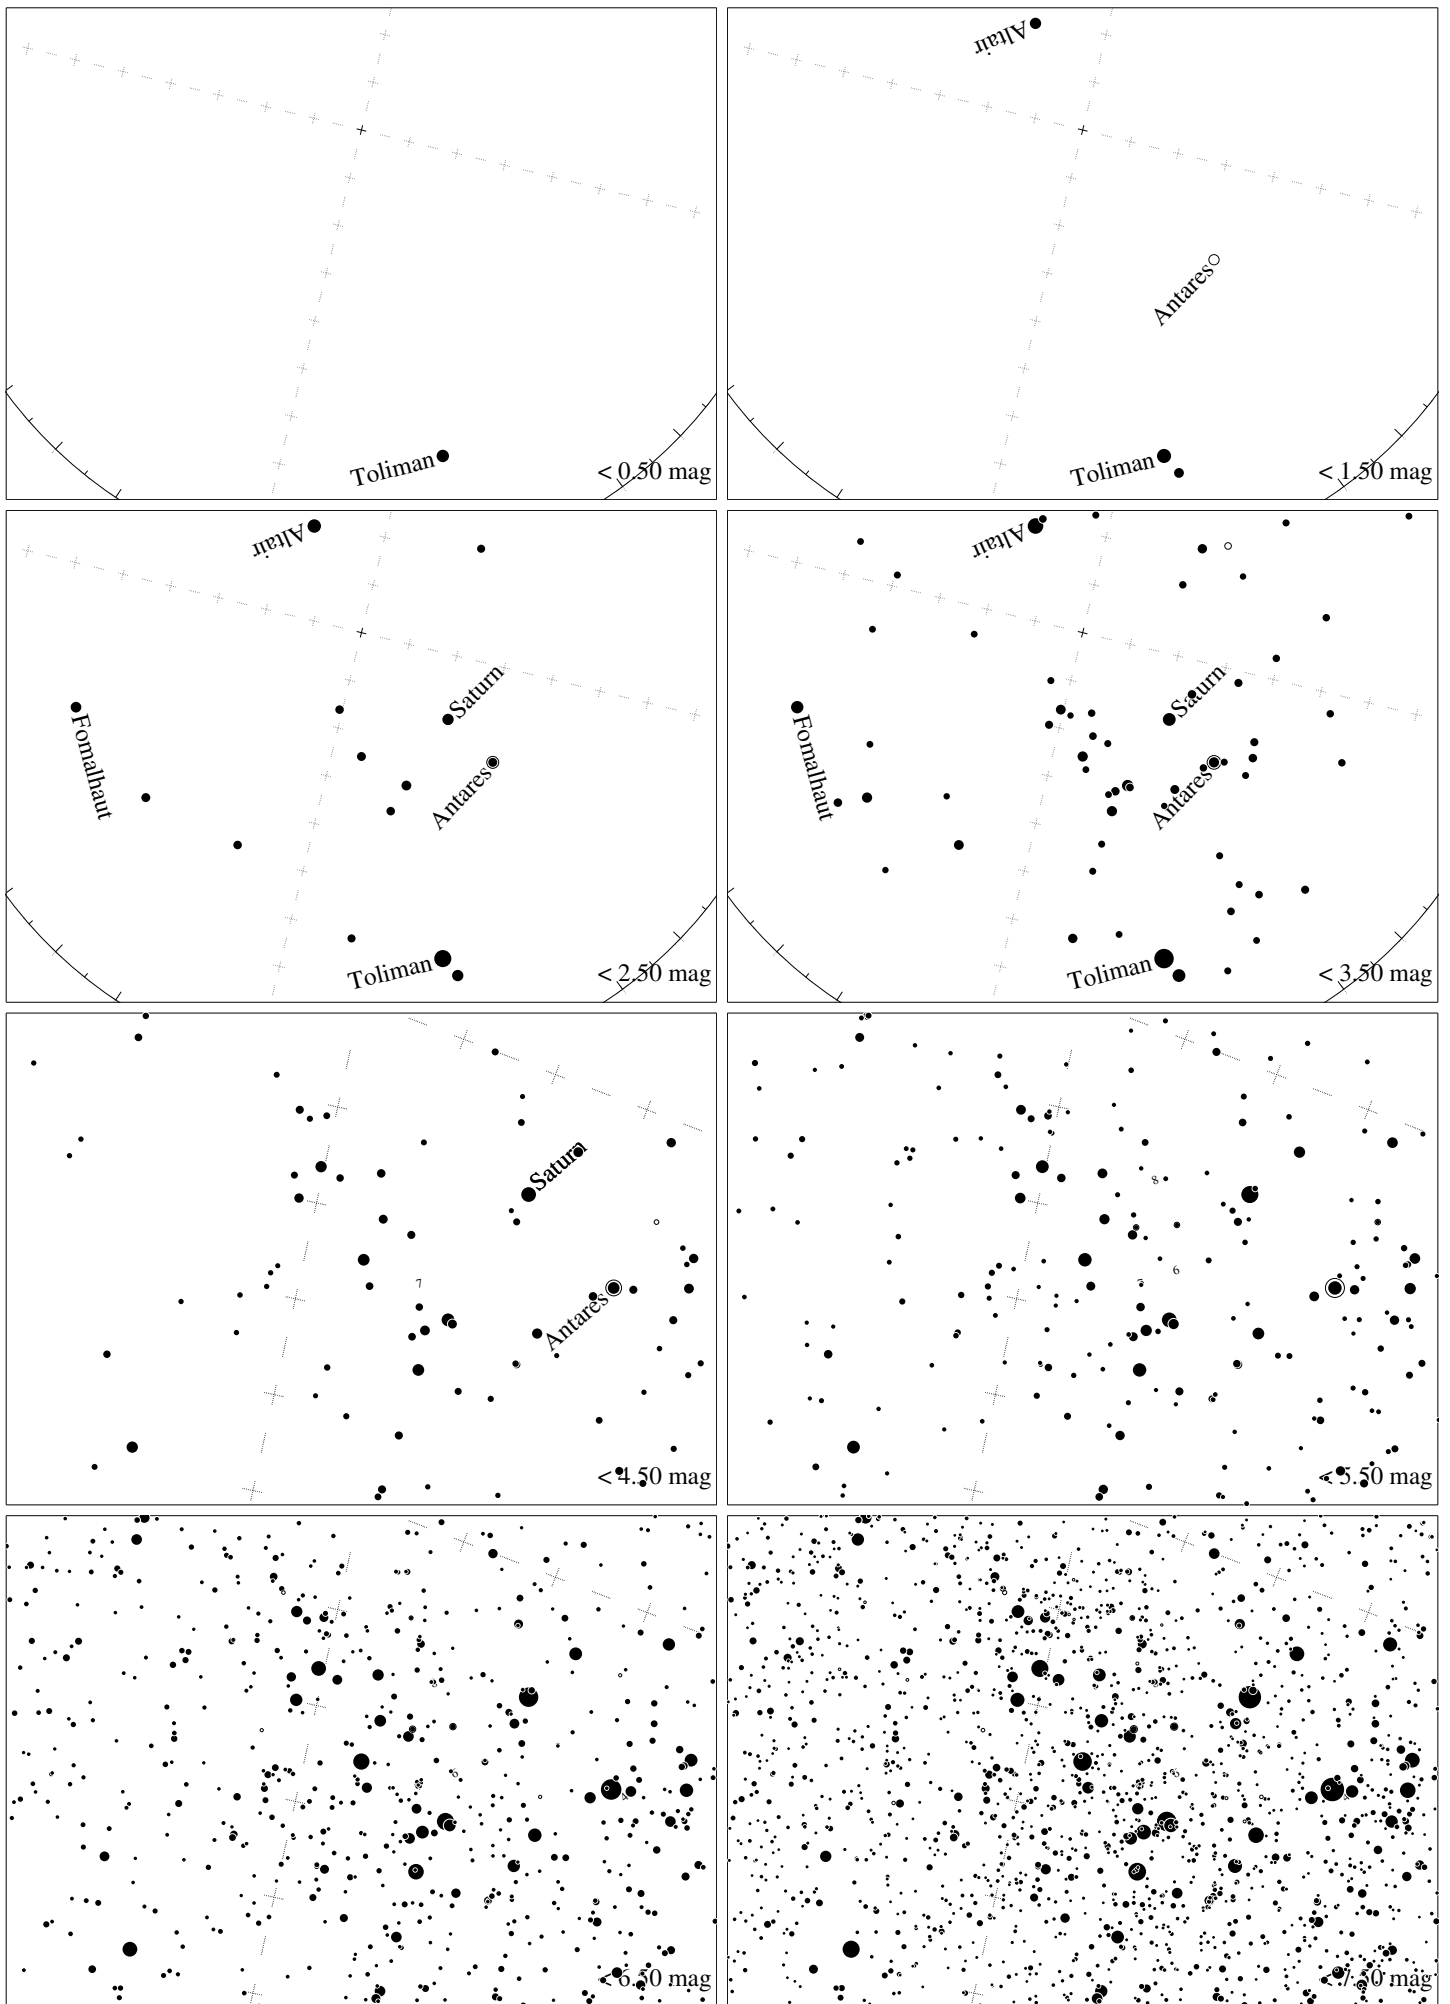 Toliman
< 0.50 mag
Altair
Antares
Toliman
< 1.50 mag
Altair
Saturn
Fomalhaut
Antares
Toliman
< 2.50 mag
Altair
Saturn
Fomalhaut
Antares
Toliman
< 3.50 mag
Saturn
7
Antares
< 4.50 mag
8
6
< 5.50 mag
< 6.50 mag
< 7.50 mag